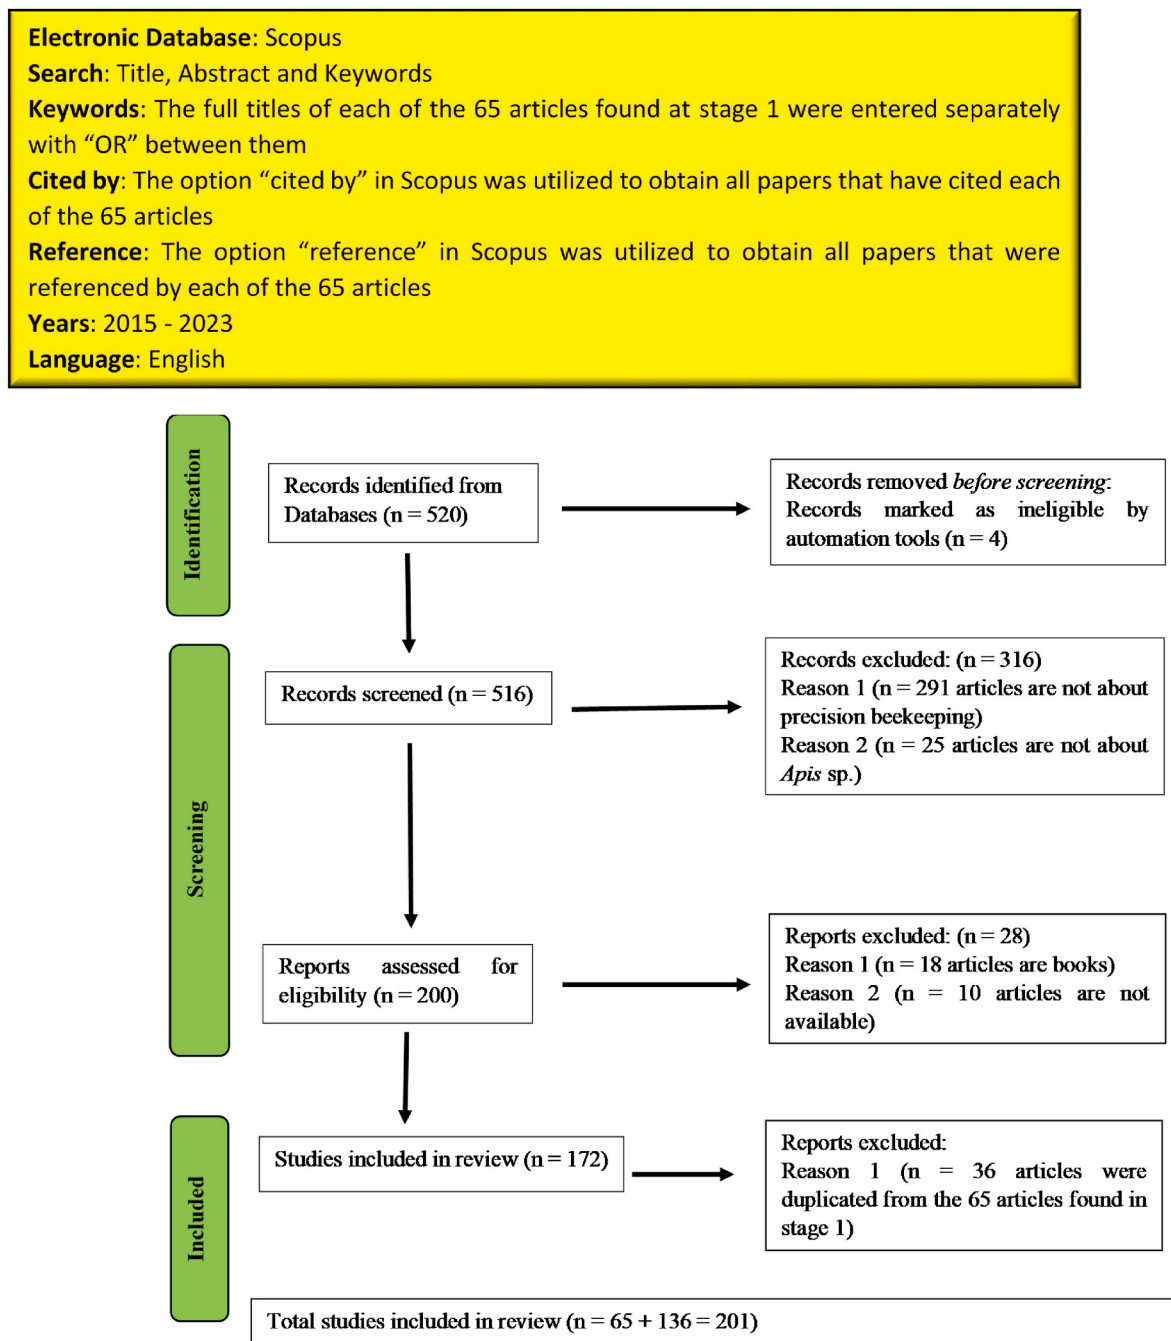 Electronic Database: Scopus
Search: Title, Abstract and Keywords
Keywords: The full titles of each of the 65 articles found at stage 1 were entered separately
with “OR” between them
Cited by: The option “cited by” in Scopus was utilized to obtain all papers that have cited each
of the 65 articles
Reference: The option “reference” in Scopus was utilized to obtain all papers that were
referenced by each of the 65 articles
Years: 2015 - 2023
Language: English
Identification
Records identified from
Databases (n = 520)
Records removed before screening:
Records marked as ineligible by
automation tools (n = 4)
Screening
Records screened (n = 516)
Records excluded: (n = 316)
Reason 1 (n = 291 articles are not about
precision beekeeping)
Reason 2 (n = 25 articles are not about
Apis sp.)
Reports assessed for
eligibility (n = 200)
Reports excluded: (n = 28)
Reason 1 (n = 18 articles are books)
Reason 2 (n = 10 articles are not
available)
Included
Studies included in review (n = 172)
Reports excluded:
Reason 1 (n = 36 articles were
duplicated from the 65 articles found in
stage 1)
Total studies included in review (n = 65 + 136 = 201)